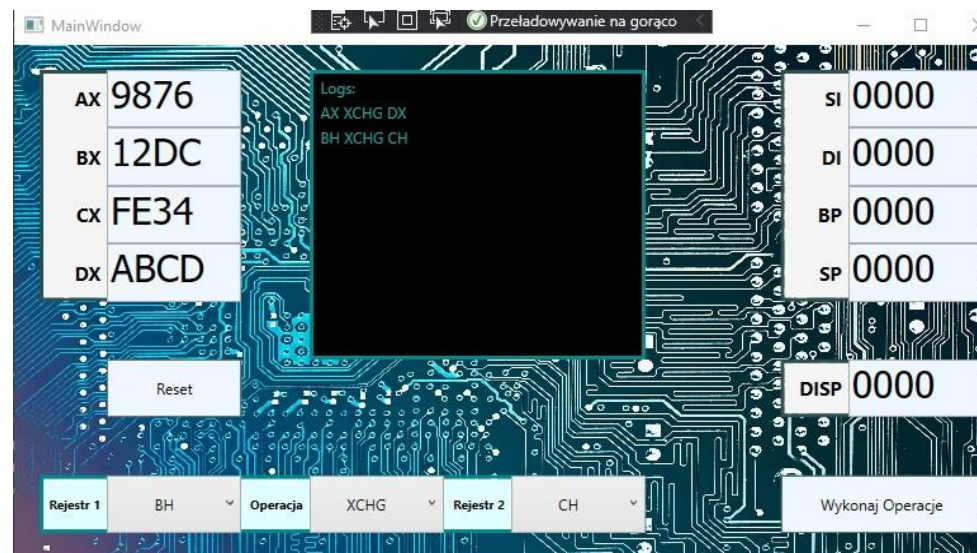 MainWindow
Przeładowywanie na gorąco
AX 9876
BX 12DC
CX FE34
DX ABCD
Logs:
AX XCHG DX
BH XCHG CH
SI 0000
DI 0000
BP 0000
SP 0000
Reset
DISP 0000
Rejestr 1 BH Operacja XCHG Rejestr 2 CH
Wykonaj Operacje